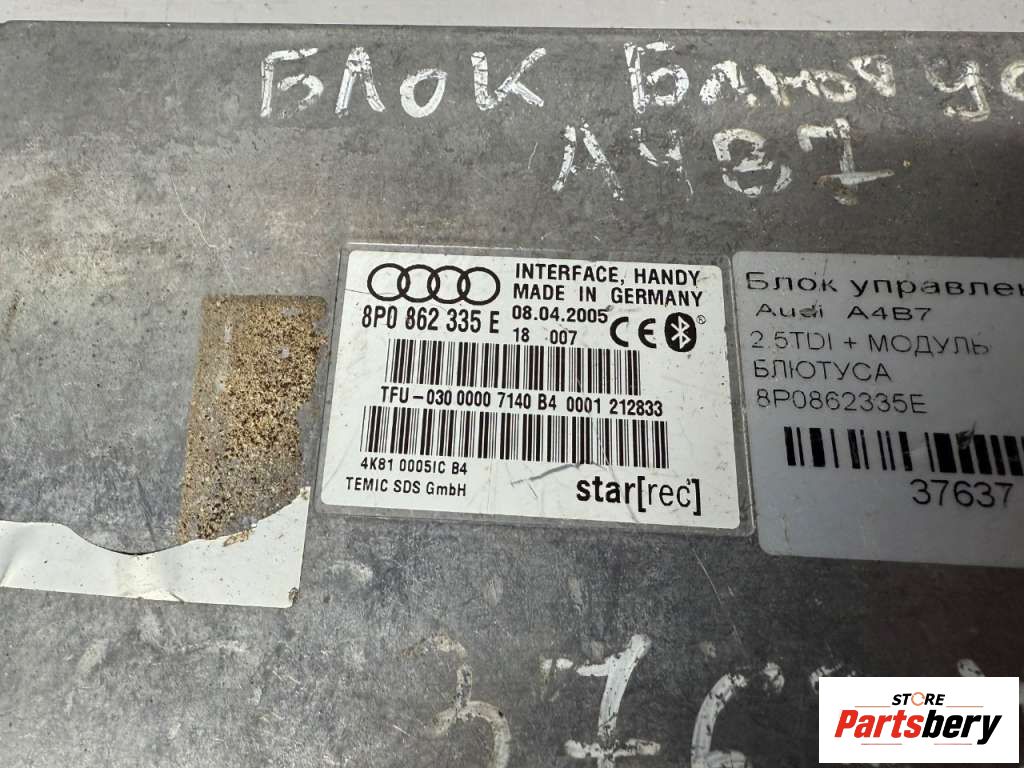 БЛОК
A4B7
INTERFACE, HANDY
MADE IN GERMANY
8P0 862 335 E 08.04.2005
18 007
CE ®
TFU-030 0000 7140 B4 0001 212833
4K81 0005IC B4
TEMIC SDS GmbH
star[rec]
Блок управлен
Audi A4B7
2.5TDI + МОДУЛЬ
БЛЮТУСА
8P0862335E
37637
STORE
Partsbery